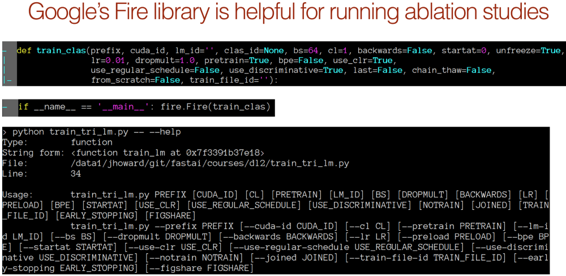 Google's Fire library is helpful for running ablation studies
def train_clas(prefix, cuda_id, lm_id='', clas_id=None, bs=64, cl=1, backwards=False, startat=0, unfreeze=True,
lr=0.01, dropmult=1.0, pretrain=True, bpe=False, use_clr=True,
use_regular_schedule=False, use_discriminative=True, last=False, chain_thaw=False,
from_scratch=False, train_file_id=''):
if __name__ == '__main__': fire.Fire(train_clas)
> python train_tri_lm.py -- --help
Type: function
String form: <function train_lm at 0x7f3391b37e18>
File: /data1/jhoward/git/fastai/courses/dl2/train_tri_lm.py
Line: 34
Usage: train_tri_lm.py PREFIX [CUDA_ID] [CL] [PRETRAIN] [LM_ID] [BS] [DROPMULT] [BACKWARDS] [LR] [
PRELOAD] [BPE] [STARTAT] [USE_CLR] [USE_REGULAR_SCHEDULE] [USE_DISCRIMINATIVE] [NOTRAIN] [JOINED] [TRAIN
_FILE_ID] [EARLY_STOPPING] [FIGSHARE]
train_tri_lm.py --prefix PREFIX [--cuda-id CUDA_ID] [--cl CL] [--pretrain PRETRAIN] [--lm-i
d LM_ID] [--bs BS] [--dropmult DROPMULT] [--backwards BACKWARDS] [--lr LR] [--preload PRELOAD] [--bpe BP
E] [--startat STARTAT] [--use-clr USE_CLR] [--use-regular-schedule USE_REGULAR_SCHEDULE] [--use-discrimi
native USE_DISCRIMINATIVE] [--notrain NOTRAIN] [--joined JOINED] [--train-file-id TRAIN_FILE_ID] [--earl
y-stopping EARLY_STOPPING] [--figshare FIGSHARE]